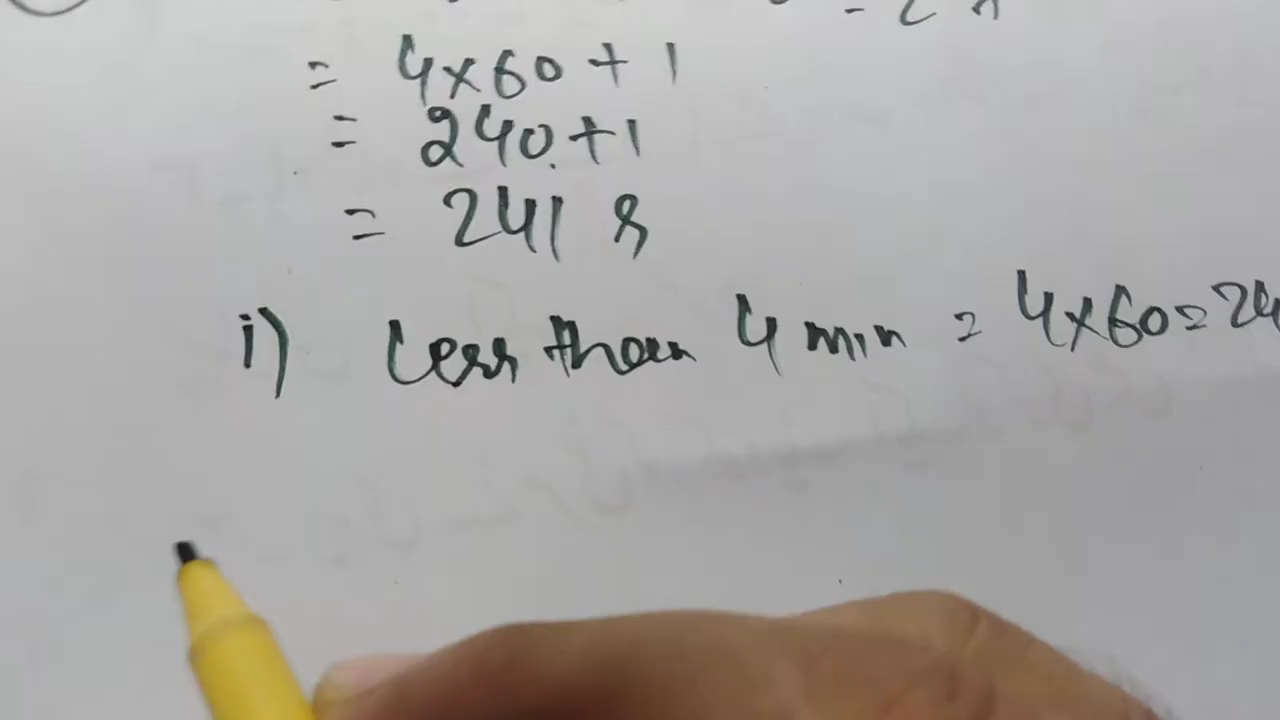 = 4×60 + 1
= 240 + 1
= 241 s
i) Less than 4 min = 4×60 = 24